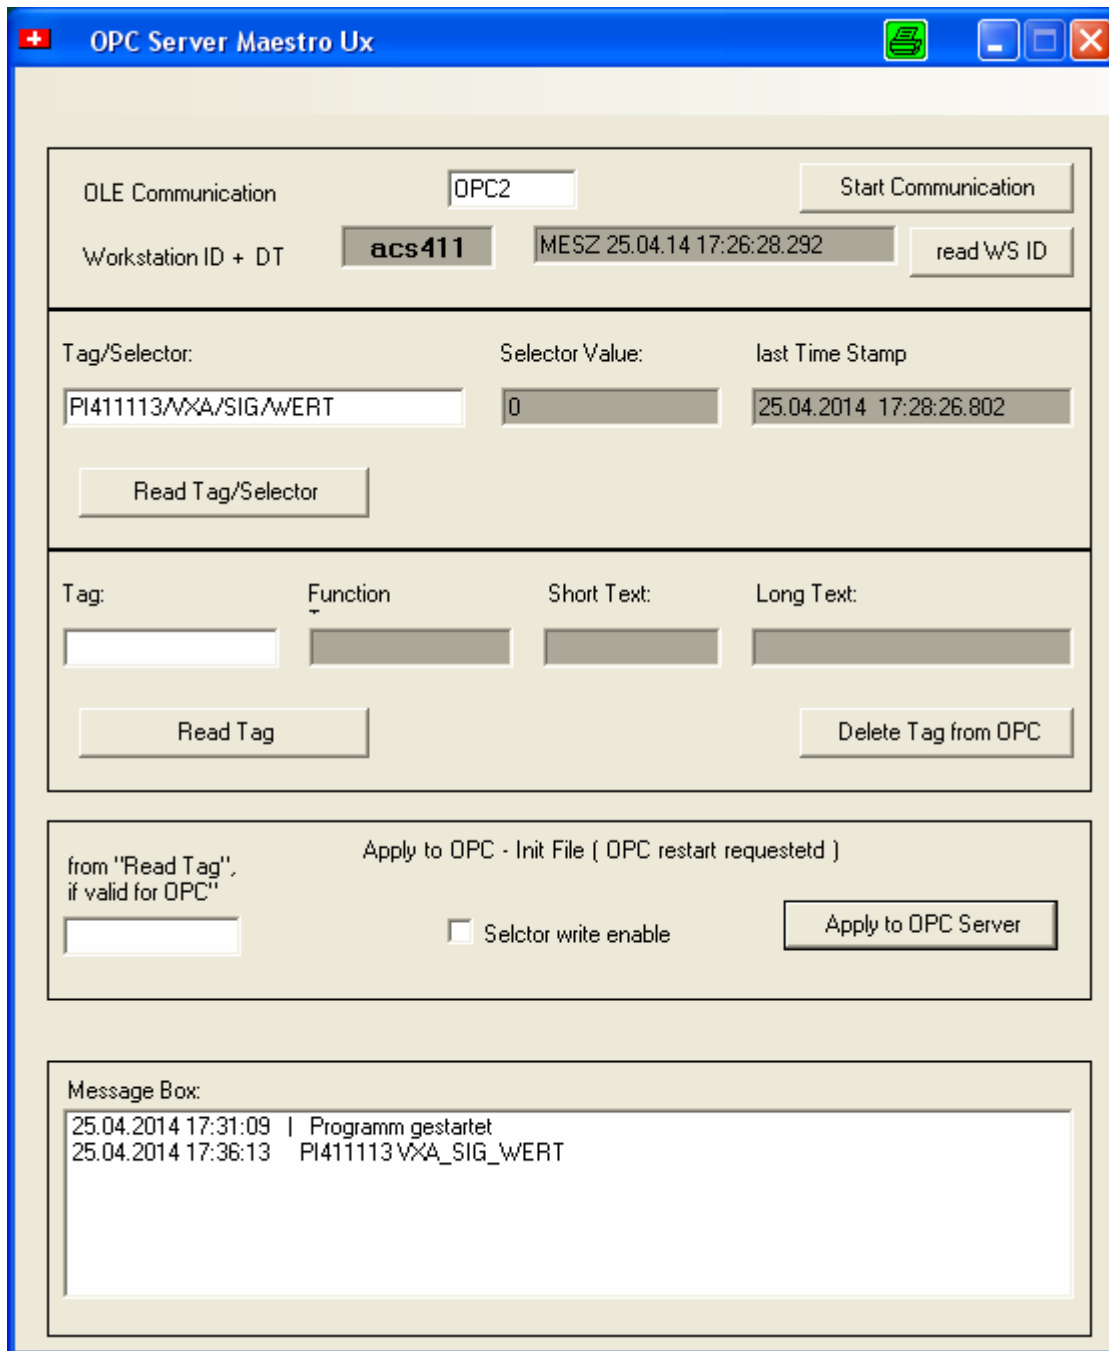 OPC Server Maestro Ux
OLE Communication
OPC2
Start Communication
Workstation ID + DT
acs411
MESZ 25.04.14 17:26:28.292
read WS ID
Tag/Selector:
Selector Value:
last Time Stamp
PI411113/VXA/SIG/WERT
0
25.04.2014 17:28:26.802
Read Tag/Selector
Tag:
Function
Short Text:
Long Text:
Read Tag
Delete Tag from OPC
Apply to OPC - Init File ( OPC restart requestetd )
from "Read Tag",
if valid for OPC"
Selctor write enable
Apply to OPC Server
Message Box:
25.04.2014 17:31:09 | Programm gestartet
25.04.2014 17:36:13 PI411113 VXA_SIG_WERT